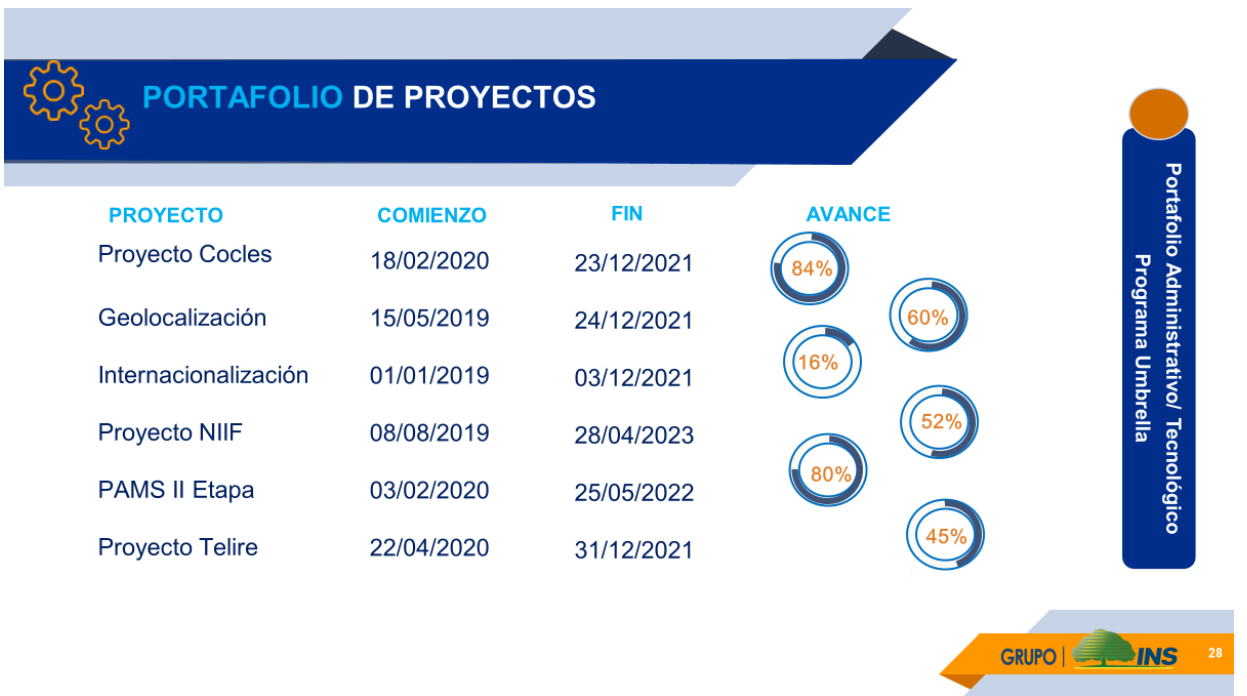 PORTAFOLIO DE PROYECTOS
PROYECTO COMIENZO FIN AVANCE
Proyecto Cocles 18/02/2020 23/12/2021 84%
Geolocalización 15/05/2019 24/12/2021 60%
Internacionalización 01/01/2019 03/12/2021 16%
Proyecto NIIF 08/08/2019 28/04/2023 52%
PAMS II Etapa 03/02/2020 25/05/2022 80%
Proyecto Telire 22/04/2020 31/12/2021 45%
Portafolio Administrativo/ Tecnológico
Programa Umbrella
GRUPO INS 28